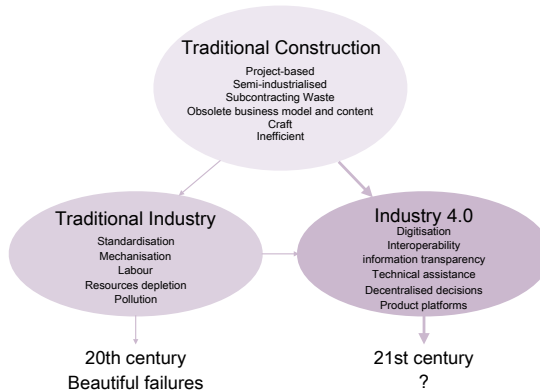 Traditional Construction
Project-based
Semi-industrialised
Subcontracting Waste
Obsolete business model and content
Craft
Inefficient
Traditional Industry
Standardisation
Mechanisation
Labour
Resources depletion
Pollution
Industry 4.0
Digitisation
Interoperability
information transparency
Technical assistance
Decentralised decisions
Product platforms
20th century
Beautiful failures
21st century
?